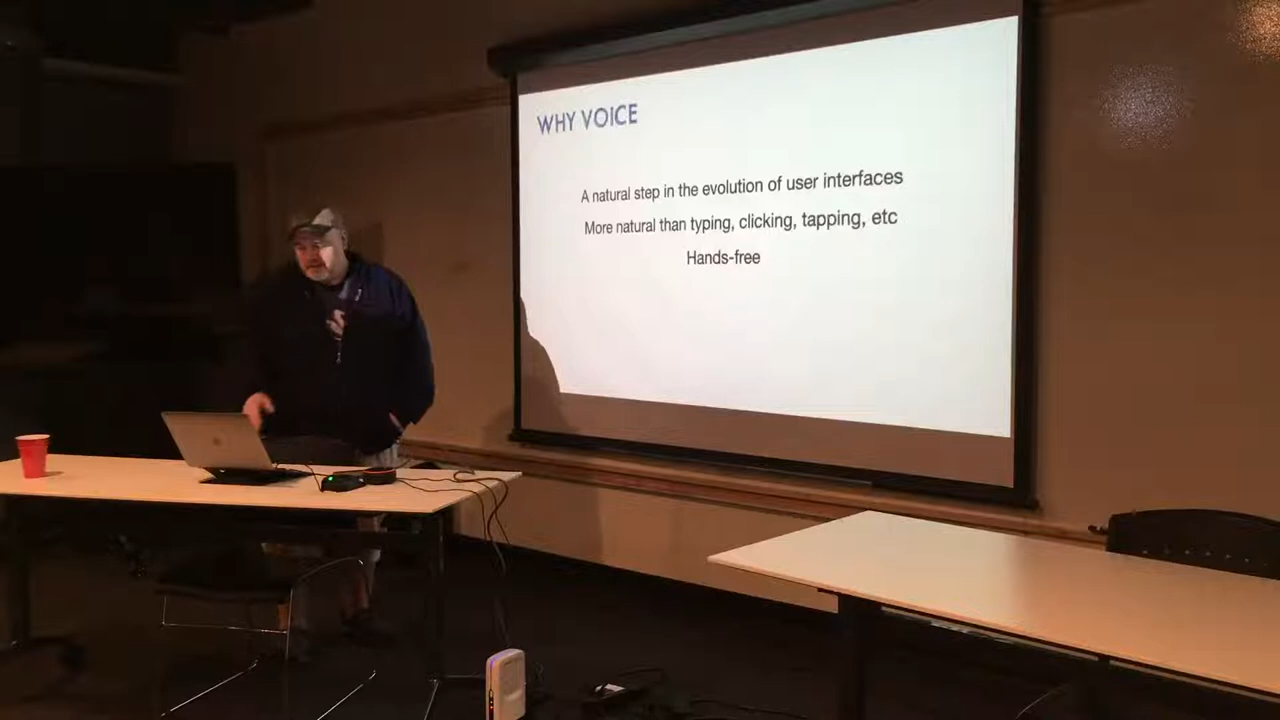 WHY VOICE
A natural step in the evolution of user interfaces
More natural than typing, clicking, tapping, etc
Hands-free